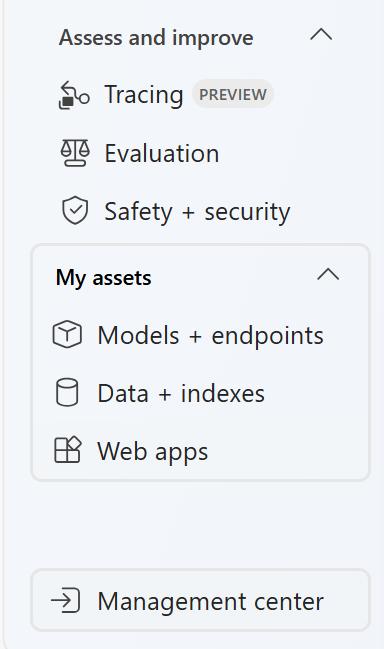 Assess and improve
Tracing PREVIEW
Evaluation
Safety + security
My assets
Models + endpoints
Data + indexes
Web apps
Management center